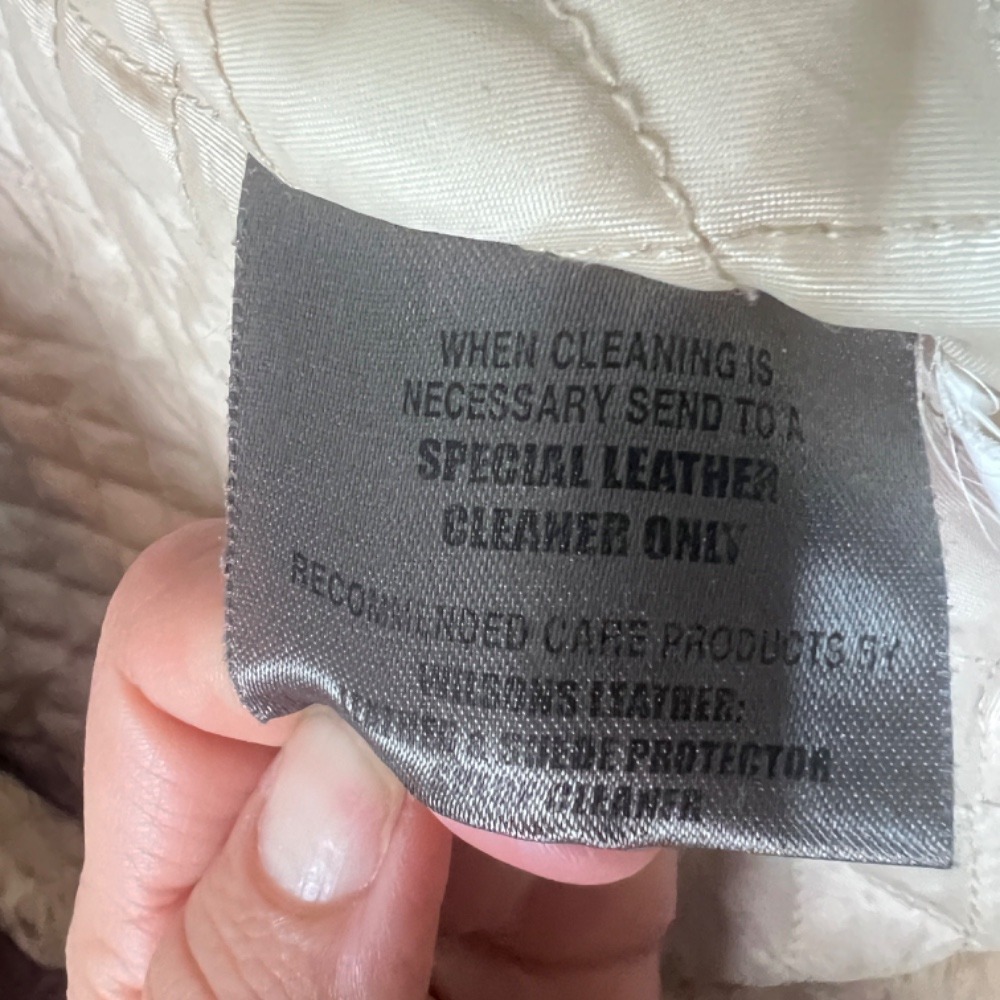 WHEN CLEANING IS
NECESSARY SEND TO A
SPECIAL LEATHER
CLEANER ONLY
RECOMMENDED CARE PRODUCTS BY
WILSONS LEATHER:
SUEDE PROTECTOR
CLEANER